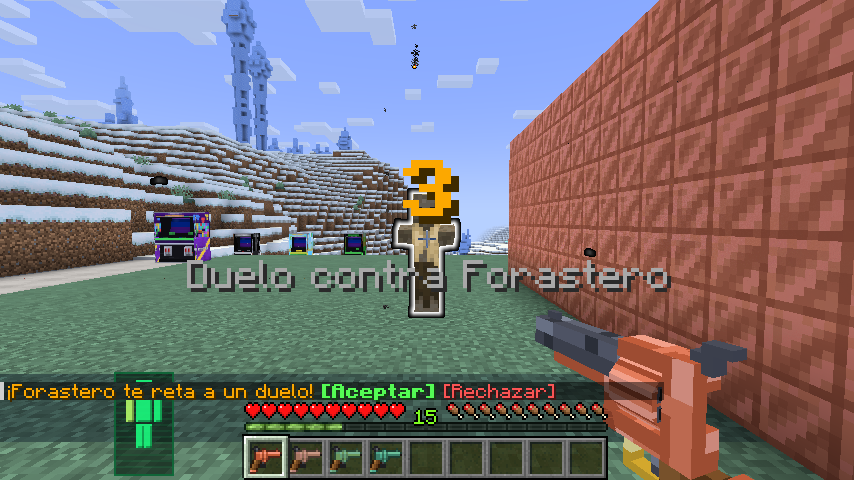 3
Duelo contra Forastero
¡Forastero te reta a un duelo! [Aceptar] [Rechazar]
15